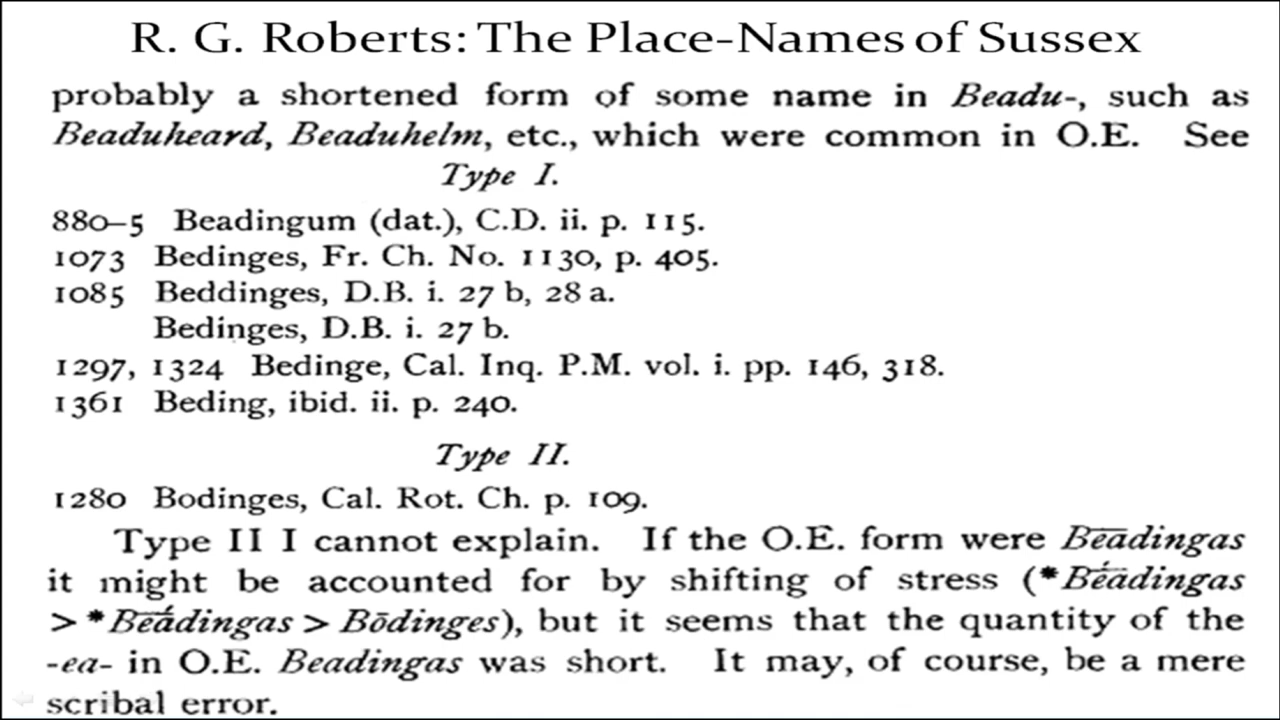 R. G. Roberts: The Place-Names of Sussex
probably a shortened form of some name in Beadu-, such as
Beaduheard, Beaduhelm, etc., which were common in O.E. See
Type I.
880–5 Beadingum (dat.), C.D. ii. p. 115.
1073 Bedinges, Fr. Ch. No. 1130, p. 405.
1085 Beddinges, D.B. i. 27 b, 28 a.
Bedinges, D.B. i. 27 b.
1297, 1324 Bedinge, Cal. Inq. P.M. vol. i. pp. 146, 318.
1361 Beding, ibid. ii. p. 240.
Type II.
1280 Bodinges, Cal. Rot. Ch. p. 109.
Type II I cannot explain. If the O.E. form were Bēādingas
it might be accounted for by shifting of stress (*Bḗādingas
> *Bēā́dingas > Bōdinges), but it seems that the quantity of the
-ea- in O.E. Beadingas was short. It may, of course, be a mere
scribal error.